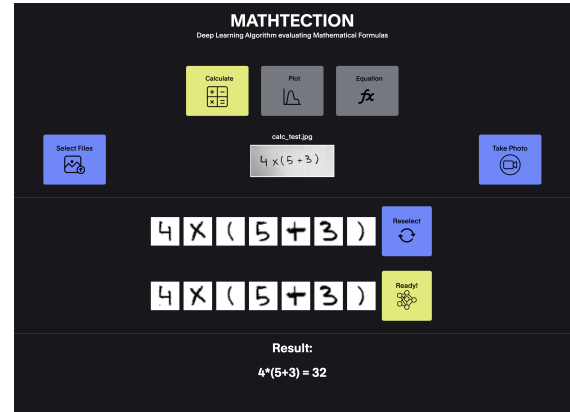 MATHTECTION
Deep Learning Algorithm evaluating Mathematical Formulas
Calculate
Plot
Equation
fx
calc_test.jpg
Select Files
4×(5+3)
Take Photo
4 × ( 5 + 3 )
Reselect
4 × ( 5 + 3 )
Ready!
Result:
4*(5+3) = 32